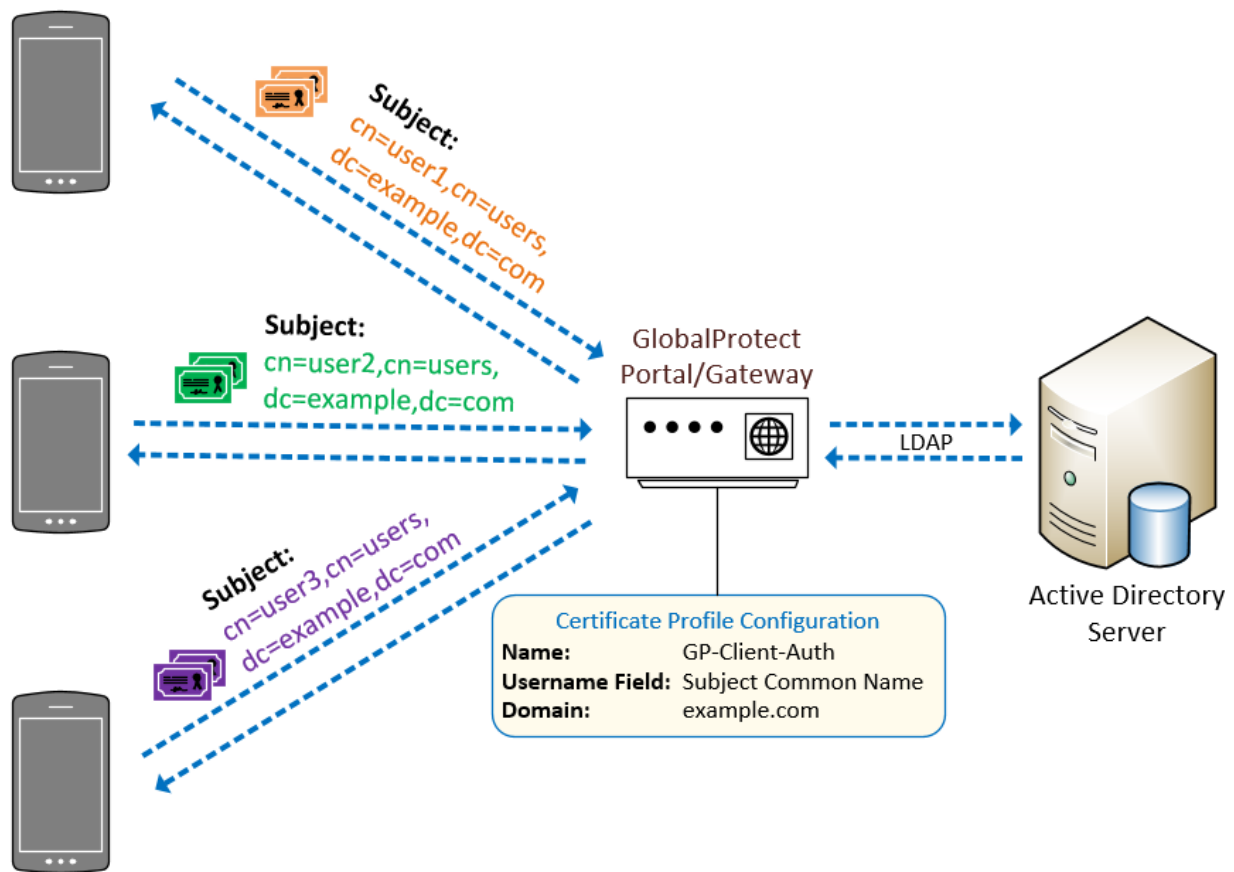 Subject:
cn=user1,cn=users,
dc=example,dc=com
Subject:
cn=user2,cn=users,
dc=example,dc=com
Subject:
cn=user3,cn=users,
dc=example,dc=com
GlobalProtect
Portal/Gateway
LDAP
Active Directory
Server
Certificate Profile Configuration
Name: GP-Client-Auth
Username Field: Subject Common Name
Domain: example.com